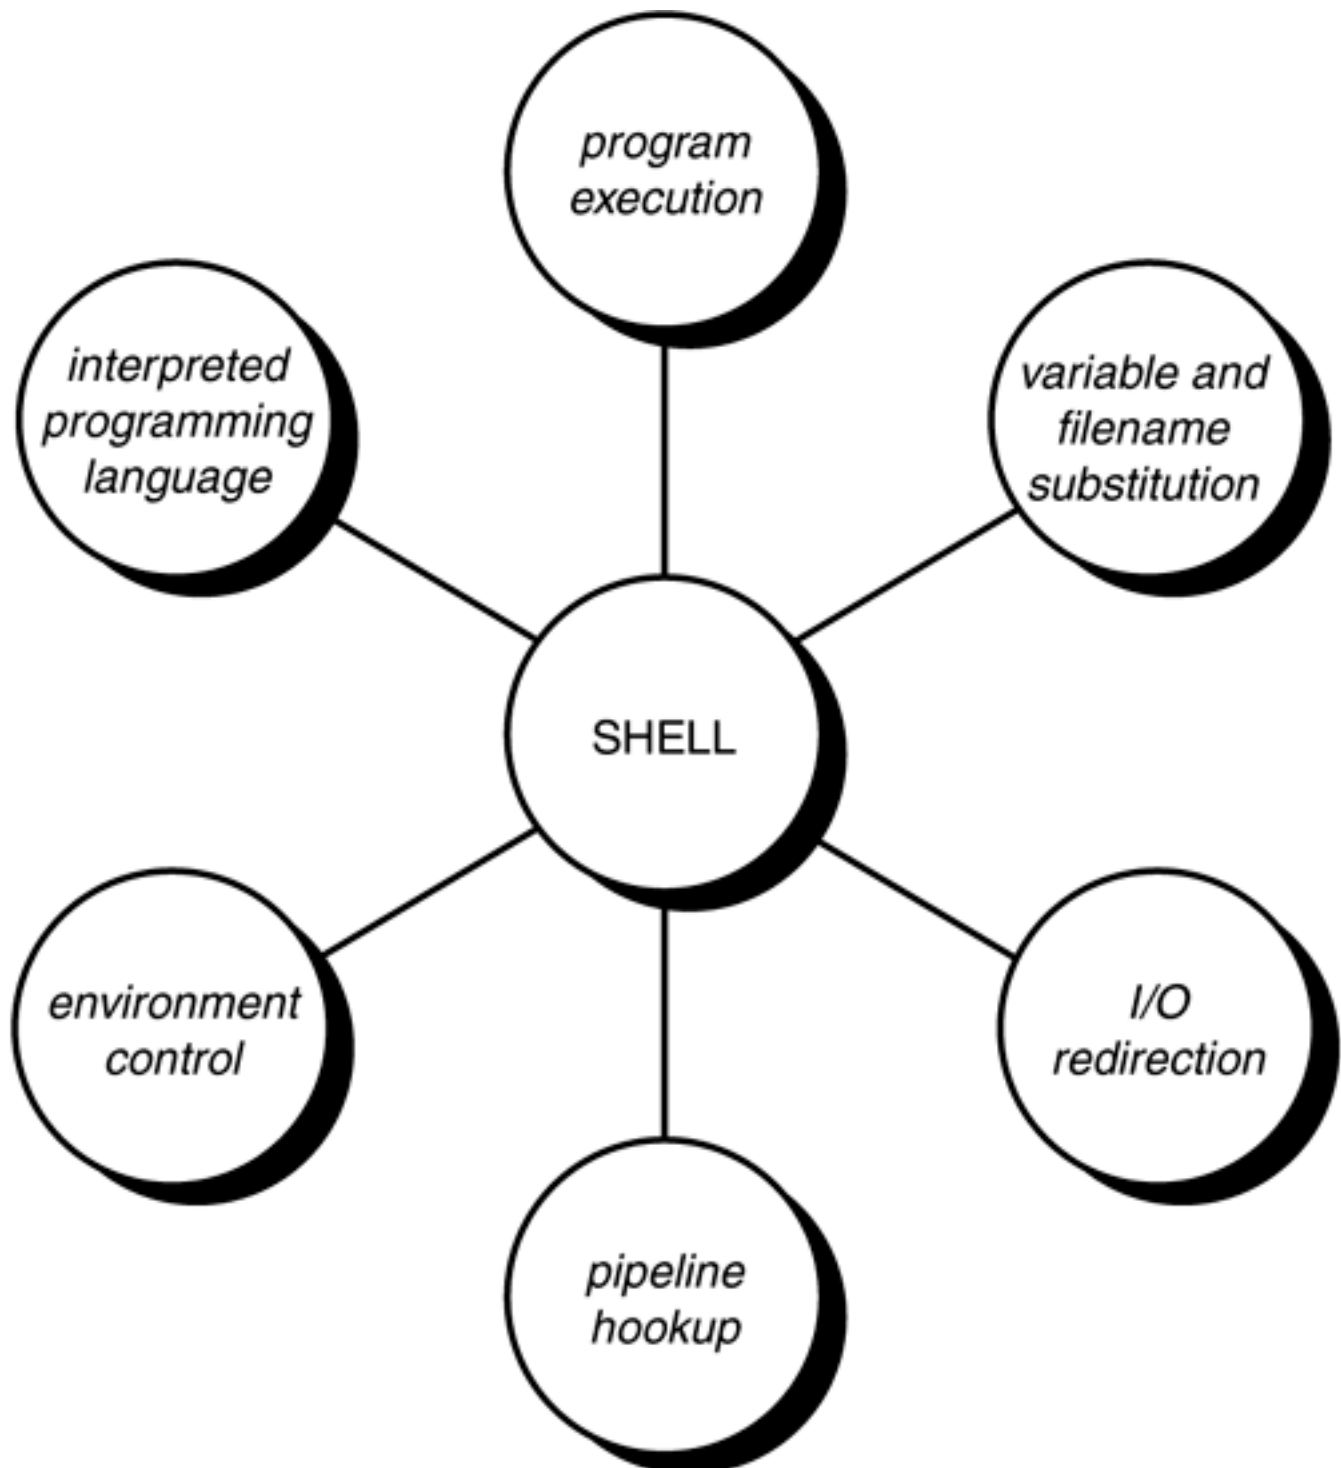 program
execution
variable and
filename
substitution
I/O
redirection
pipeline
hookup
environment
control
interpreted
programming
language
SHELL